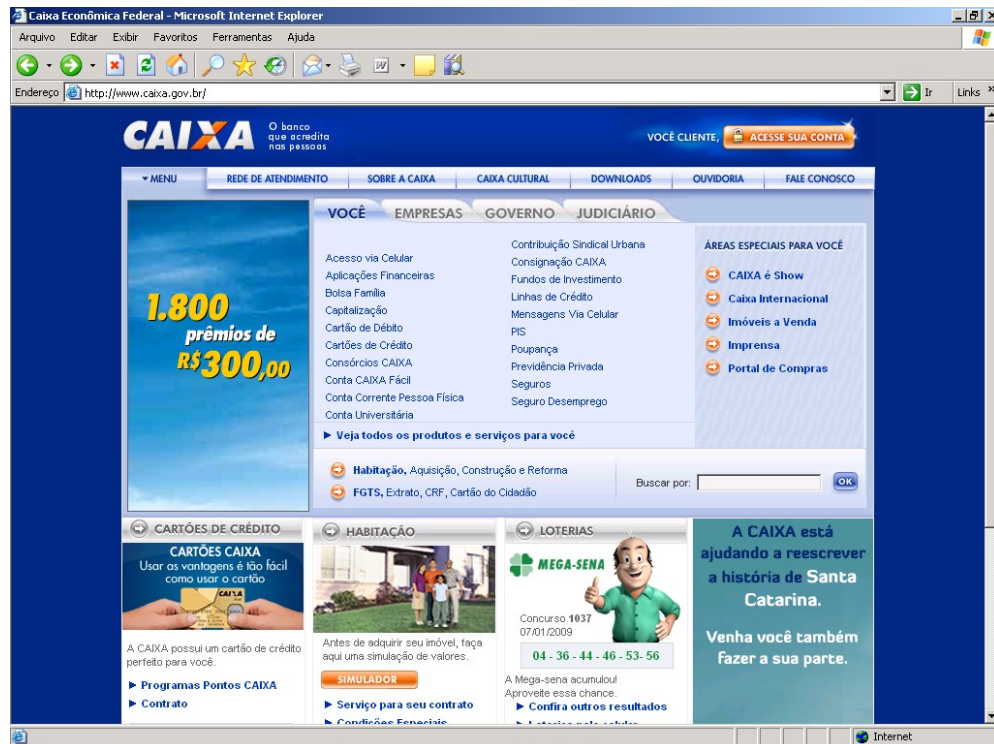 Caixa Econômica Federal - Microsoft Internet Explorer
Arquivo Editar Exibir Favoritos Ferramentas Ajuda
Endereço http://www.caixa.gov.br/ Ir Links »
CAIXA
O banco
que acredita
nas pessoas
VOCÊ CLIENTE, ACESSE SUA CONTA
MENU REDE DE ATENDIMENTO SOBRE A CAIXA CAIXA CULTURAL DOWNLOADS OUVIDORIA FALE CONOSCO
1.800
prêmios de
R$300,00
VOCÊ EMPRESAS GOVERNO JUDICIÁRIO
Acesso via Celular
Aplicações Financeiras
Bolsa Família
Capitalização
Cartão de Débito
Cartões de Crédito
Consórcios CAIXA
Conta CAIXA Fácil
Conta Corrente Pessoa Física
Conta Universitária
Contribuição Sindical Urbana
Consignação CAIXA
Fundos de Investimento
Linhas de Crédito
Mensagens Via Celular
PIS
Poupança
Previdência Privada
Seguros
Seguro Desemprego
Veja todos os produtos e serviços para você
ÁREAS ESPECIAIS PARA VOCÊ
CAIXA é Show
Caixa Internacional
Imóveis a Venda
Imprensa
Portal de Compras
Habitação, Aquisição, Construção e Reforma
FGTS, Extrato, CRF, Cartão do Cidadão
Buscar por: OK
CARTÕES DE CRÉDITO
CARTÕES CAIXA
Usar as vantagens é tão fácil
como usar o cartão
CAIXA
A CAIXA possui um cartão de crédito
perfeito para você.
Programas Pontos CAIXA
Contrato
HABITAÇÃO
Antes de adquirir seu imóvel, faça
aqui uma simulação de valores.
SIMULADOR
Serviço para seu contrato
Condições Especiais
LOTERIAS
MEGA-SENA
Concurso 1037
07/01/2009
04 - 36 - 44 - 46 - 53- 56
A Mega-sena acumulou!
Aproveite essa chance.
Confira outros resultados
Loterias pelo celular
A CAIXA está
ajudando a reescrever
a história de Santa
Catarina.
Venha você também
fazer a sua parte.
Internet